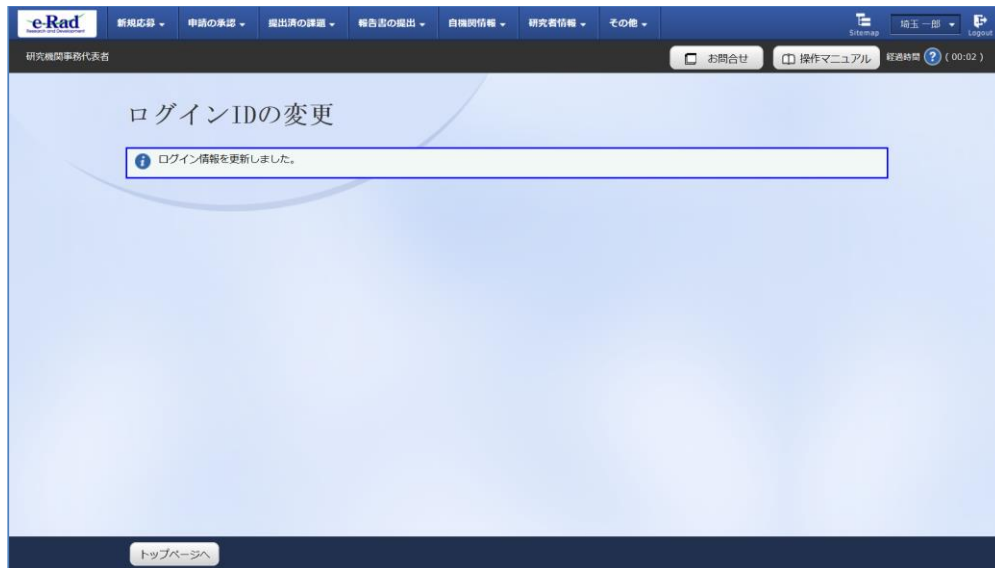 e-Rad
Research and Development
新規応募
申請の承認
提出済の課題
報告書の提出
自機関情報
研究者情報
その他
Sitemap
埼玉 一郎
Logout
研究機関事務代表者
お問合せ
操作マニュアル
経過時間 ? ( 00:02 )
ログインIDの変更
ログイン情報を更新しました。
トップページへ